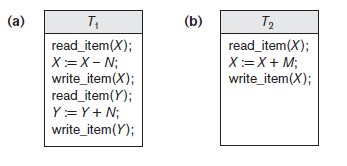 (a)
T1
read_item(X);
X := X – N;
write_item(X);
read_item(Y);
Y := Y + N;
write_item(Y);
(b)
T2
read_item(X);
X := X + M;
write_item(X);